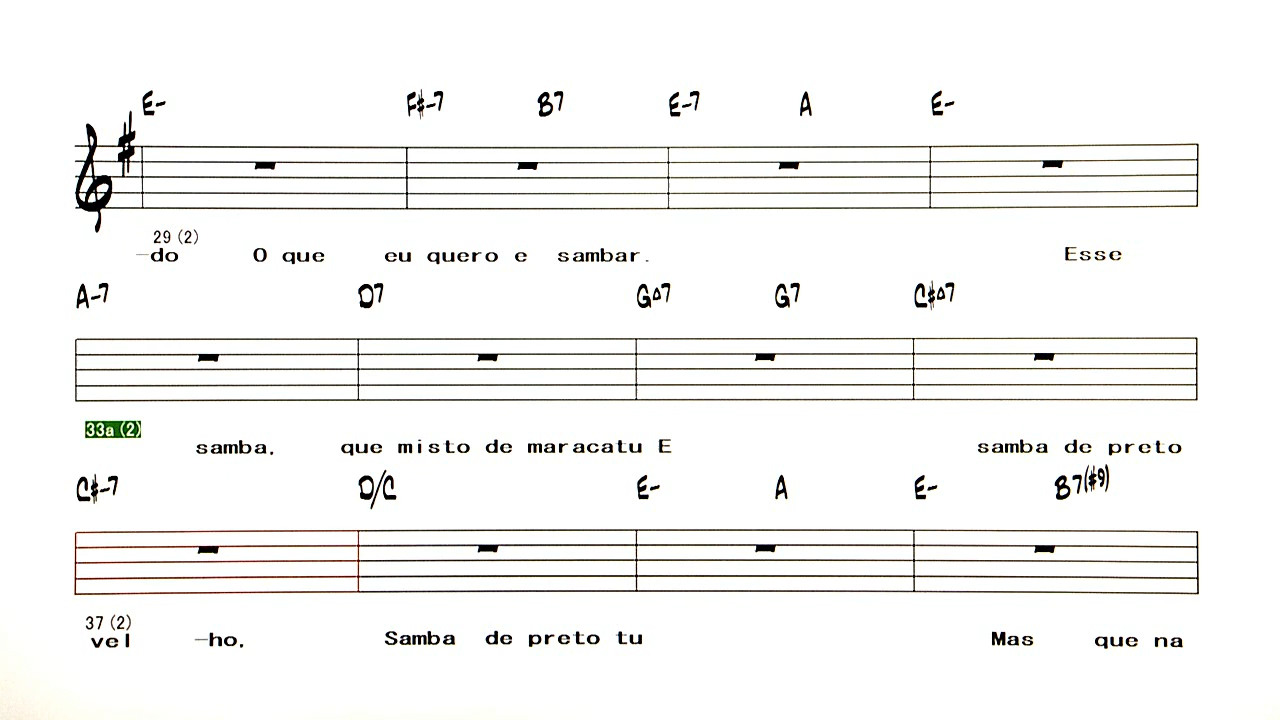 E- F#-7 B7 E-7 A E-
29 (2)
-do O que eu quero e sambar. Esse
A-7 D7 GΔ7 G7 C#Δ7
33a (2)
samba, que misto de maracatu E samba de preto
C#-7 D/C E- A E- B7(#9)
37 (2)
vel -ho, Samba de preto tu Mas que na